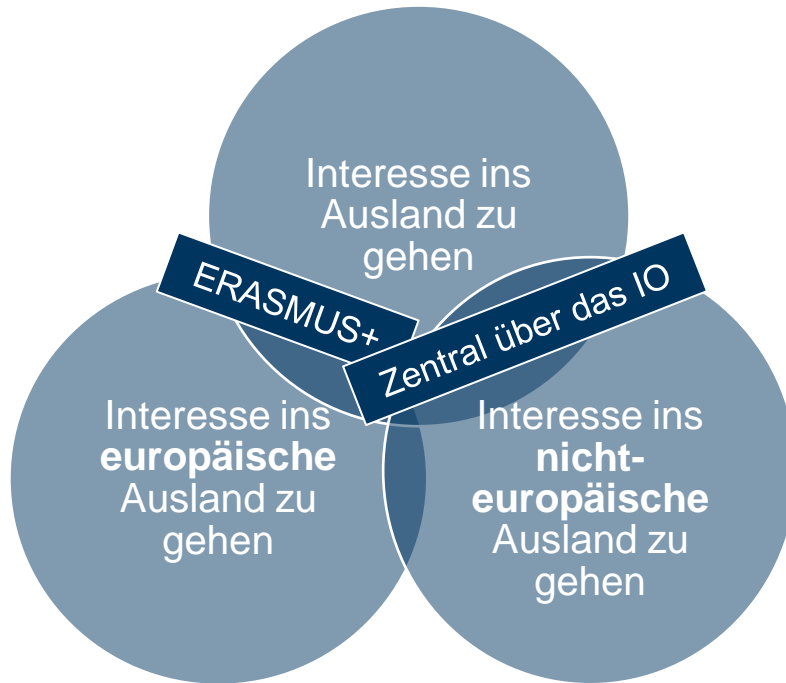 Interesse ins
Ausland zu
gehen
ERASMUS+
Zentral über das IO
Interesse ins
europäische
Ausland zu
gehen
Interesse ins
nicht-
europäische
Ausland zu
gehen